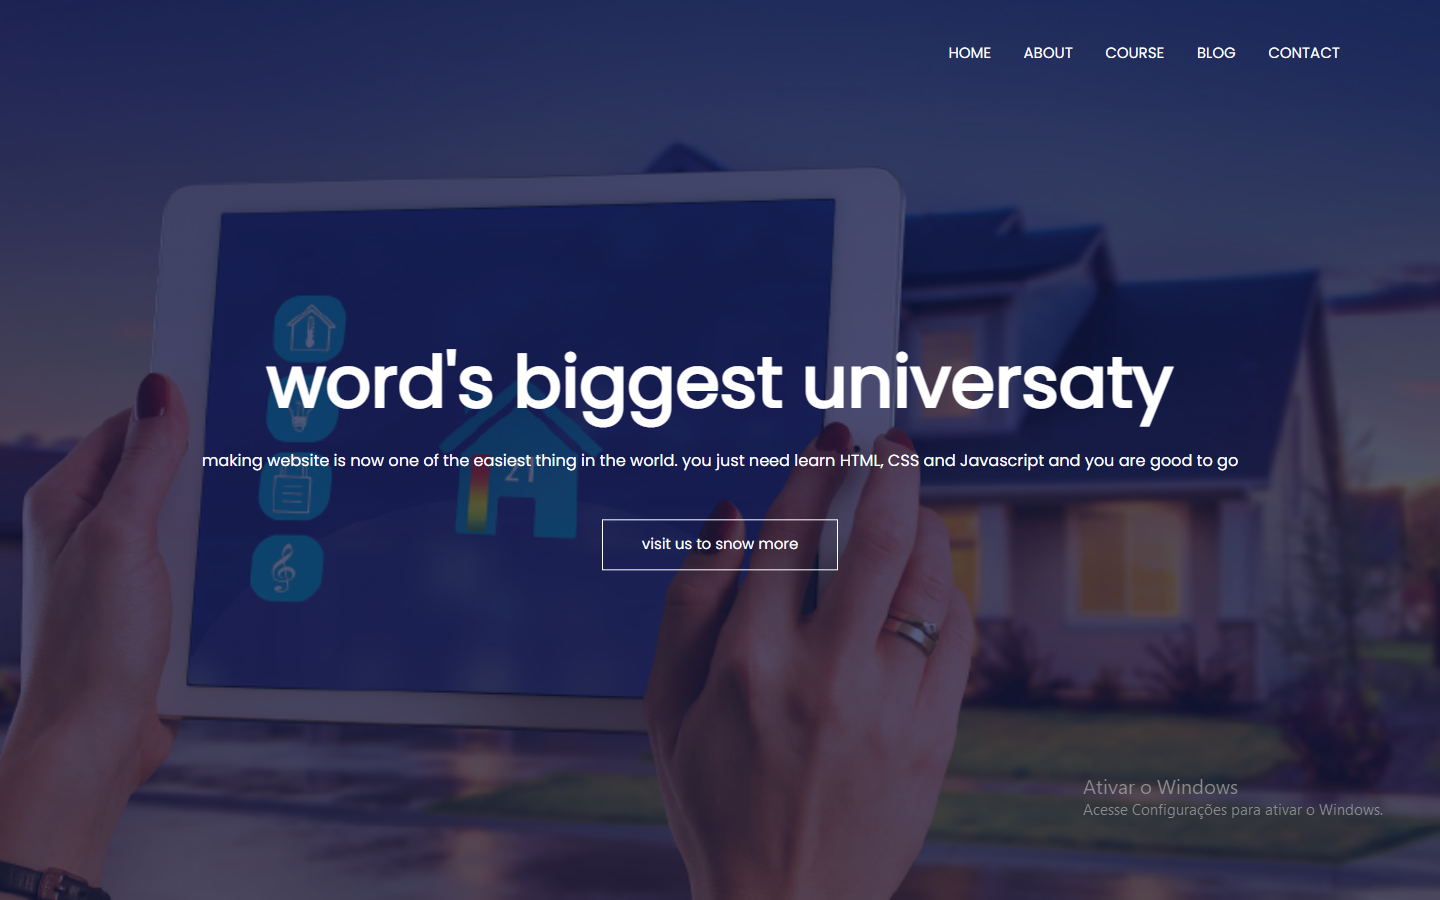 HOME ABOUT COURSE BLOG CONTACT
word's biggest universaty
making website is now one of the easiest thing in the world. you just need learn HTML, CSS and Javascript and you are good to go
21
visit us to snow more
Ativar o Windows
Acesse Configurações para ativar o Windows.